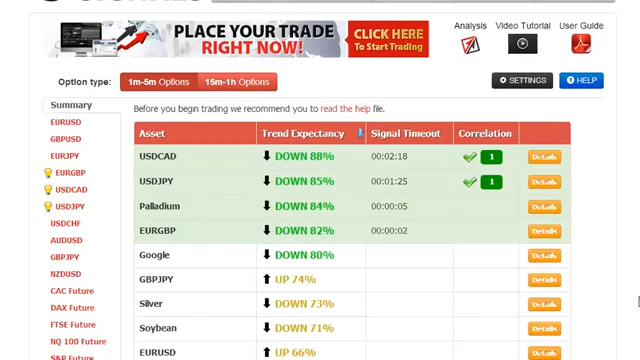 PLACE YOUR TRADE
RIGHT NOW!
CLICK HERE
To Start Trading
Analysis
Video Tutorial
User Guide
Option type:
1m-5m Options
15m-1h Options
SETTINGS
HELP
Summary
EURUSD
GBPUSD
EURJPY
EURGBP
USDCAD
USDJPY
USDCHF
AUDUSD
GBPJPY
NZDUSD
CAC Future
DAX Future
FTSE Future
NQ 100 Future
S&P Future
Before you begin trading we recommend you to read the help file.
Asset Trend Expectancy Signal Timeout Correlation
USDCAD DOWN 88% 00:02:18 1 Details
USDJPY DOWN 85% 00:01:25 1 Details
Palladium DOWN 84% 00:00:05 Details
EURGBP DOWN 82% 00:00:02 Details
Google DOWN 80% Details
GBPJPY UP 74% Details
Silver DOWN 73% Details
Soybean DOWN 71% Details
EURUSD UP 66% Details